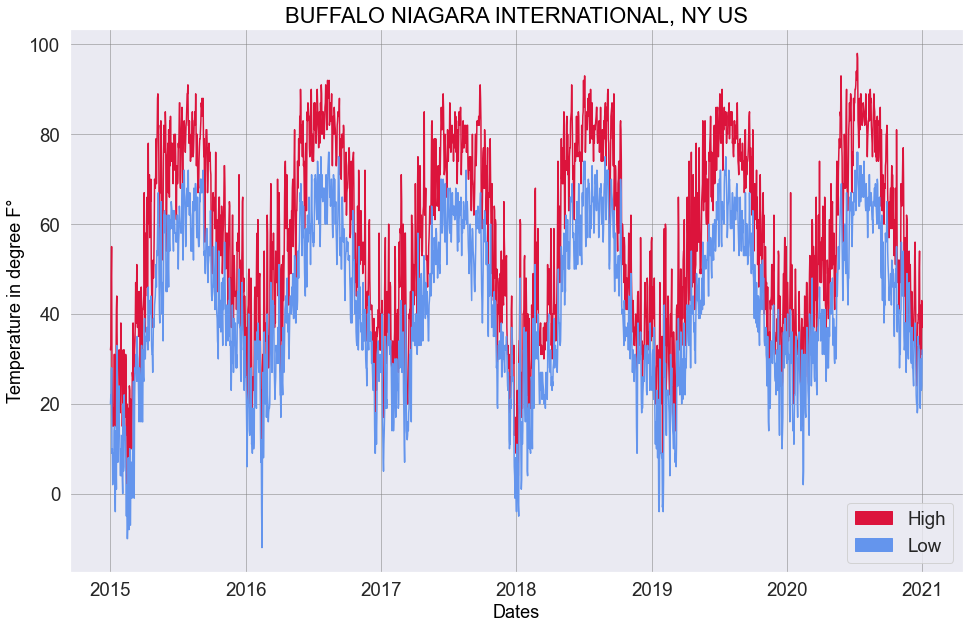 BUFFALO NIAGARA INTERNATIONAL, NY US
Temperature in degree F°
100
80
60
40
20
0
High
Low
2015 2016 2017 2018 2019 2020 2021
Dates